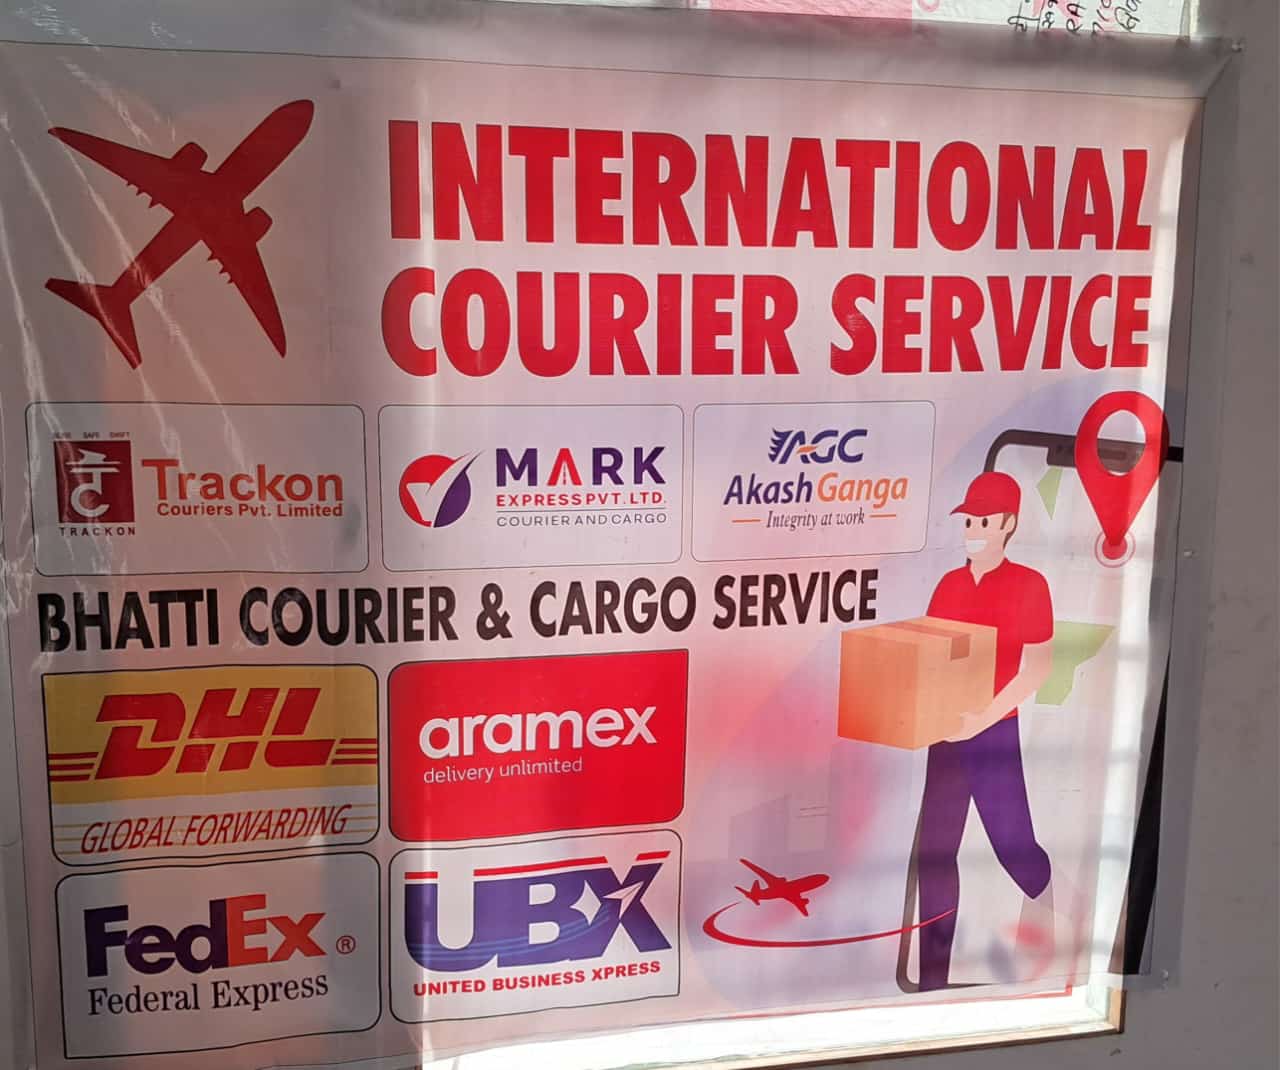 INTERNATIONAL
COURIER SERVICE
SAFE SWIFT
Trackon
Couriers Pvt. Limited
TRACKON
MARK
EXPRESS PVT. LTD.
COURIER AND CARGO
AGC
Akash Ganga
Integrity at work
BHATTI COURIER & CARGO SERVICE
DHL
GLOBAL FORWARDING
aramex
delivery unlimited
FedEx ®
Federal Express
UBX
UNITED BUSINESS XPRESS